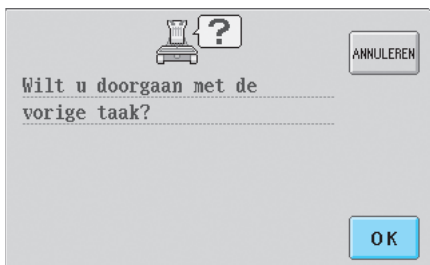 ?
ANNULEREN
Wilt u doorgaan met de
vorige taak?
OK